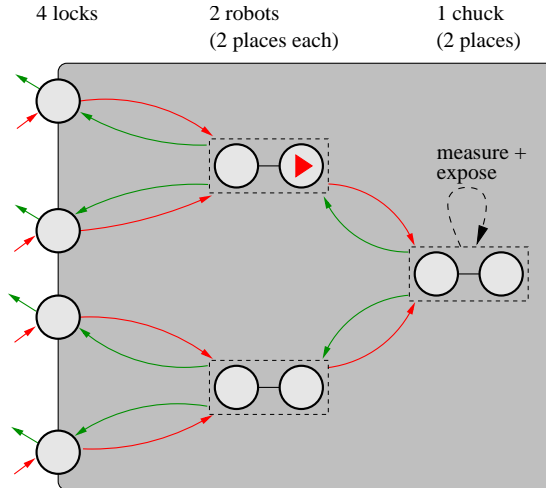 4 locks
2 robots
(2 places each)
1 chuck
(2 places)
measure +
expose